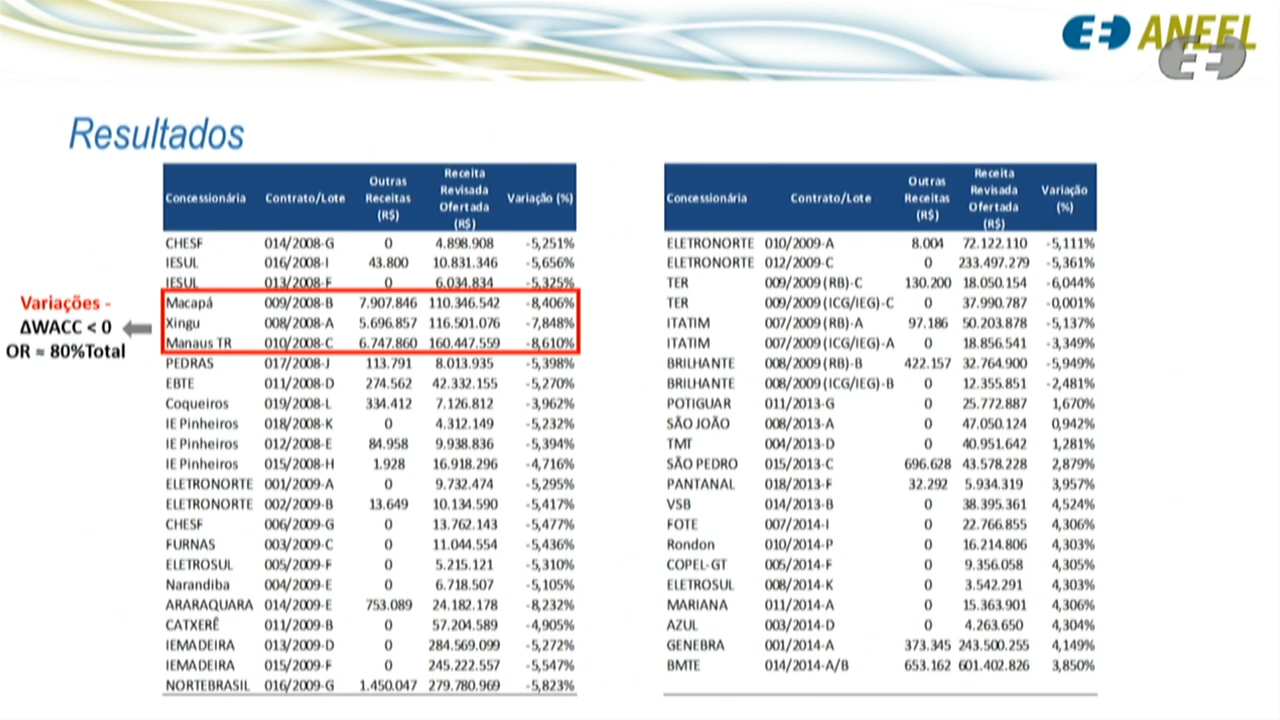 ANEEL
Resultados
Concessionária Contrato/Lote Outras Receitas (R$) Receita Revisada Ofertada (R$) Variação (%)
CHESF 014/2008-G 0 4.898.908 -5,251%
IESUL 016/2008-I 43.800 10.831.346 -5,656%
IESUL 013/2008-F 0 6.034.834 -5,325%
Macapá 009/2008-B 7.907.846 110.346.542 -8,406%
Xingu 008/2008-A 5.696.857 116.501.076 -7,848%
Manaus TR 010/2008-C 6.747.860 160.447.559 -8,610%
PEDRAS 017/2008-J 113.791 8.013.935 -5,398%
EBTE 011/2008-D 274.562 42.332.155 -5,270%
Coqueiros 019/2008-L 334.412 7.126.812 -3,962%
IE Pinheiros 018/2008-K 0 4.312.149 -5,232%
IE Pinheiros 012/2008-E 84.958 9.938.836 -5,394%
IE Pinheiros 015/2008-H 1.928 16.918.296 -4,716%
ELETRONORTE 001/2009-A 0 9.732.474 -5,295%
ELETRONORTE 002/2009-B 13.649 10.134.590 -5,417%
CHESF 006/2009-G 0 13.762.143 -5,477%
FURNAS 003/2009-C 0 11.044.554 -5,436%
ELETROSUL 005/2009-F 0 5.215.121 -5,310%
Narandiba 004/2009-E 0 6.718.507 -5,105%
ARARAQUARA 014/2009-E 753.089 24.182.178 -8,232%
CATXERÊ 011/2009-B 0 57.204.589 -4,905%
IEMADEIRA 013/2009-D 0 284.569.099 -5,272%
IEMADEIRA 015/2009-F 0 245.222.557 -5,547%
NORTEBRASIL 016/2009-G 1.450.047 279.780.969 -5,823%
Variações -
ΔWACC < 0
OR ≈ 80%Total
Concessionária Contrato/Lote Outras Receitas (R$) Receita Revisada Ofertada (R$) Variação (%)
ELETRONORTE 010/2009-A 8.004 72.122.110 -5,111%
ELETRONORTE 012/2009-C 0 233.497.279 -5,361%
TER 009/2009 (RB)-C 130.200 18.050.154 -6,044%
TER 009/2009 (ICG/IEG)-C 0 37.990.787 -0,001%
ITATIM 007/2009 (RB)-A 97.186 50.203.878 -5,137%
ITATIM 007/2009 (ICG/IEG)-A 0 18.856.541 -3,349%
BRILHANTE 008/2009 (RB)-B 422.157 32.764.900 -5,949%
BRILHANTE 008/2009 (ICG/IEG)-B 0 12.355.851 -2,481%
POTIGUAR 011/2013-G 0 25.772.887 1,670%
SÃO JOÃO 008/2013-A 0 47.050.124 0,942%
TMT 004/2013-D 0 40.951.642 1,281%
SÃO PEDRO 015/2013-C 696.628 43.578.228 2,879%
PANTANAL 018/2013-F 32.292 5.934.319 3,957%
VSB 014/2013-B 0 38.395.361 4,524%
FOTE 007/2014-I 0 22.766.855 4,306%
Rondon 010/2014-P 0 16.214.806 4,303%
COPEL-GT 005/2014-F 0 9.356.058 4,305%
ELETROSUL 008/2014-K 0 3.542.291 4,303%
MARIANA 011/2014-A 0 15.363.901 4,306%
AZUL 003/2014-D 0 4.263.650 4,304%
GENEBRA 001/2014-A 373.345 243.500.255 4,149%
BMTE 014/2014-A/B 653.162 601.402.826 3,850%